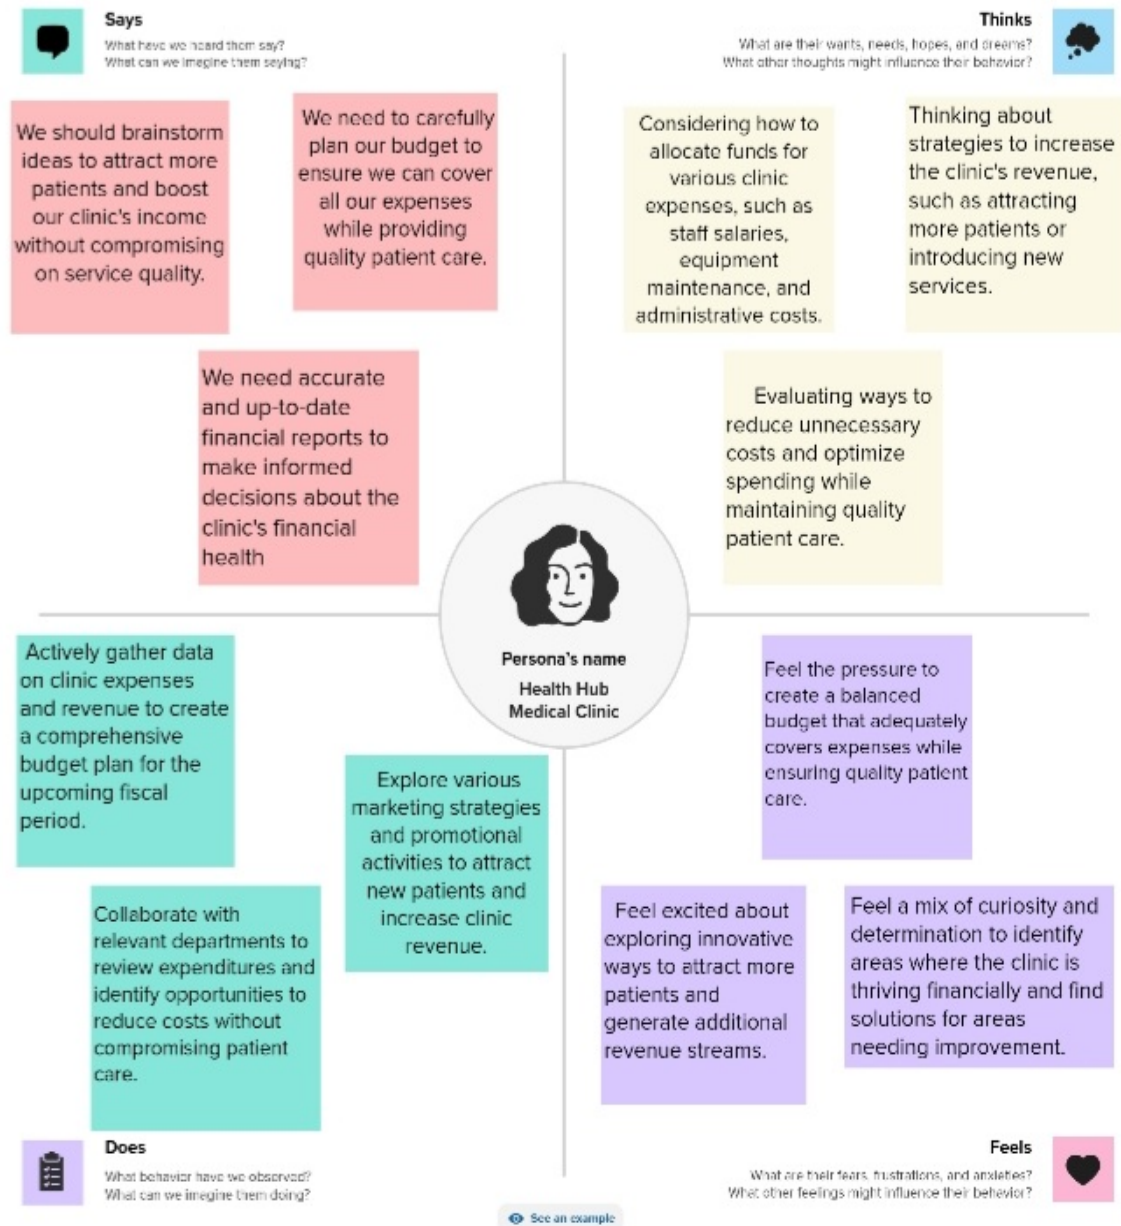 Says
What have we heard them say?
What can we imagine them saying?
Thinks
What are their wants, needs, hopes, and dreams?
What other thoughts might influence their behavior?
We should brainstorm
ideas to attract more
patients and boost
our clinic's income
without compromising
on service quality.
We need to carefully
plan our budget to
ensure we can cover
all our expenses
while providing
quality patient care.
We need accurate
and up-to-date
financial reports to
make informed
decisions about the
clinic's financial
health
Considering how to
allocate funds for
various clinic
expenses, such as
staff salaries,
equipment
maintenance, and
administrative costs.
Thinking about
strategies to increase
the clinic's revenue,
such as attracting
more patients or
introducing new
services.
Evaluating ways to
reduce unnecessary
costs and optimize
spending while
maintaining quality
patient care.
Persona's name
Health Hub
Medical Clinic
Actively gather data
on clinic expenses
and revenue to create
a comprehensive
budget plan for the
upcoming fiscal
period.
Explore various
marketing strategies
and promotional
activities to attract
new patients and
increase clinic
revenue.
Collaborate with
relevant departments to
review expenditures and
identify opportunities to
reduce costs without
compromising patient
care.
Feel the pressure to
create a balanced
budget that adequately
covers expenses while
ensuring quality patient
care.
Feel excited about
exploring innovative
ways to attract more
patients and
generate additional
revenue streams.
Feel a mix of curiosity and
determination to identify
areas where the clinic is
thriving financially and find
solutions for areas
needing improvement.
Does
What behavior have we observed?
What can we imagine them doing?
Feels
What are their fears, frustrations, and anxieties?
What other feelings might influence their behavior?
See an example